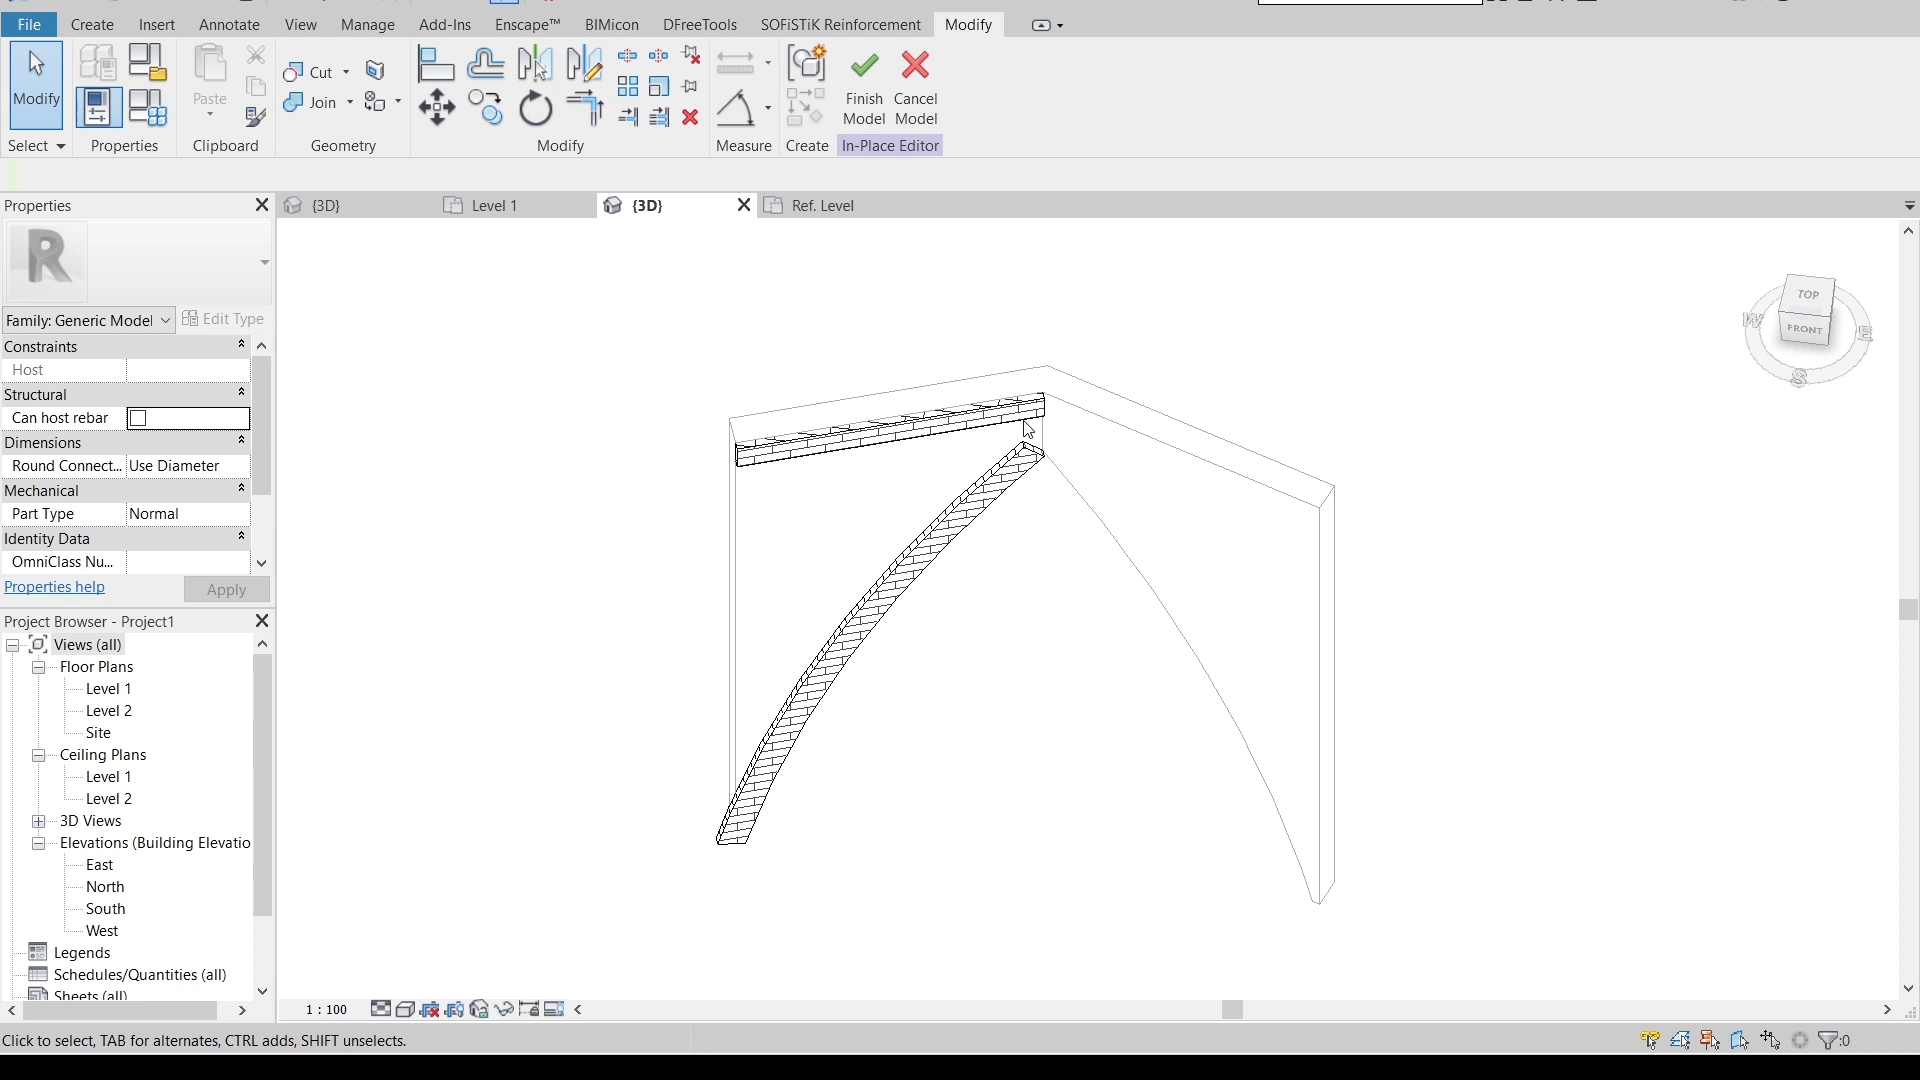 File Create Insert Annotate View Manage Add-Ins Enscape™ BIMicon DFreeTools SOFiSTiK Reinforcement Modify
Modify
Paste
Cut
Join
Finish Model
Cancel Model
Select Properties Clipboard Geometry Modify Measure Create In-Place Editor
Properties
{3D} Level 1 {3D} Ref. Level
R
Family: Generic Model Edit Type
Constraints
Host
Structural
Can host rebar
Dimensions
Round Connect... Use Diameter
Mechanical
Part Type Normal
Identity Data
OmniClass Nu...
Properties help Apply
Project Browser - Project1
Views (all)
Floor Plans
Level 1
Level 2
Site
Ceiling Plans
Level 1
Level 2
3D Views
Elevations (Building Elevatio
East
North
South
West
Legends
Schedules/Quantities (all)
Sheets (all)
TOP
FRONT
W
E
S
1 : 100
Click to select, TAB for alternates, CTRL adds, SHIFT unselects.
:0